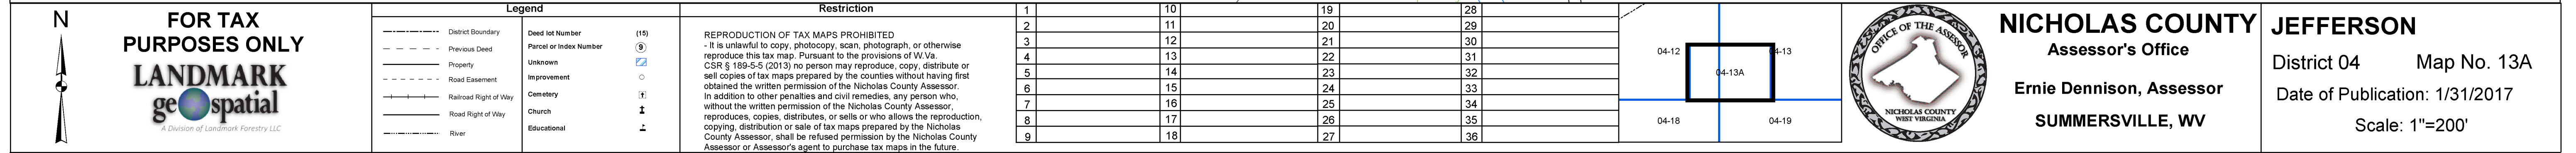 N
FOR TAX
PURPOSES ONLY
LANDMARK
geospatial
A Division of Landmark Forestry LLC
Legend
District Boundary
Previous Deed
Property
Road Easement
Railroad Right of Way
Road Right of Way
River
Deed lot Number (15)
Parcel or Index Number 9
Unknown
Improvement
Cemetery
Church
Educational
Restriction
REPRODUCTION OF TAX MAPS PROHIBITED
- It is unlawful to copy, photocopy, scan, photograph, or otherwise
reproduce this tax map. Pursuant to the provisions of W.Va.
CSR § 189-5-5 (2013) no person may reproduce, copy, distribute or
sell copies of tax maps prepared by the counties without having first
obtained the written permission of the Nicholas County Assessor.
In addition to other penalties and civil remedies, any person who,
without the written permission of the Nicholas County Assessor,
reproduces, copies, distributes, or sells or who allows the reproduction,
copying, distribution or sale of tax maps prepared by the Nicholas
County Assessor, shall be refused permission by the Nicholas County
Assessor or Assessor's agent to purchase tax maps in the future.
1 10 19 28
2 11 20 29
3 12 21 30
4 13 22 31
5 14 23 32
6 15 24 33
7 16 25 34
8 17 26 35
9 18 27 36
04-12 04-13
04-13A
04-18 04-19
OFFICE OF THE ASSESSOR
NICHOLAS COUNTY
WEST VIRGINIA
NICHOLAS COUNTY
Assessor's Office
Ernie Dennison, Assessor
SUMMERSVILLE, WV
JEFFERSON
District 04 Map No. 13A
Date of Publication: 1/31/2017
Scale: 1"=200'